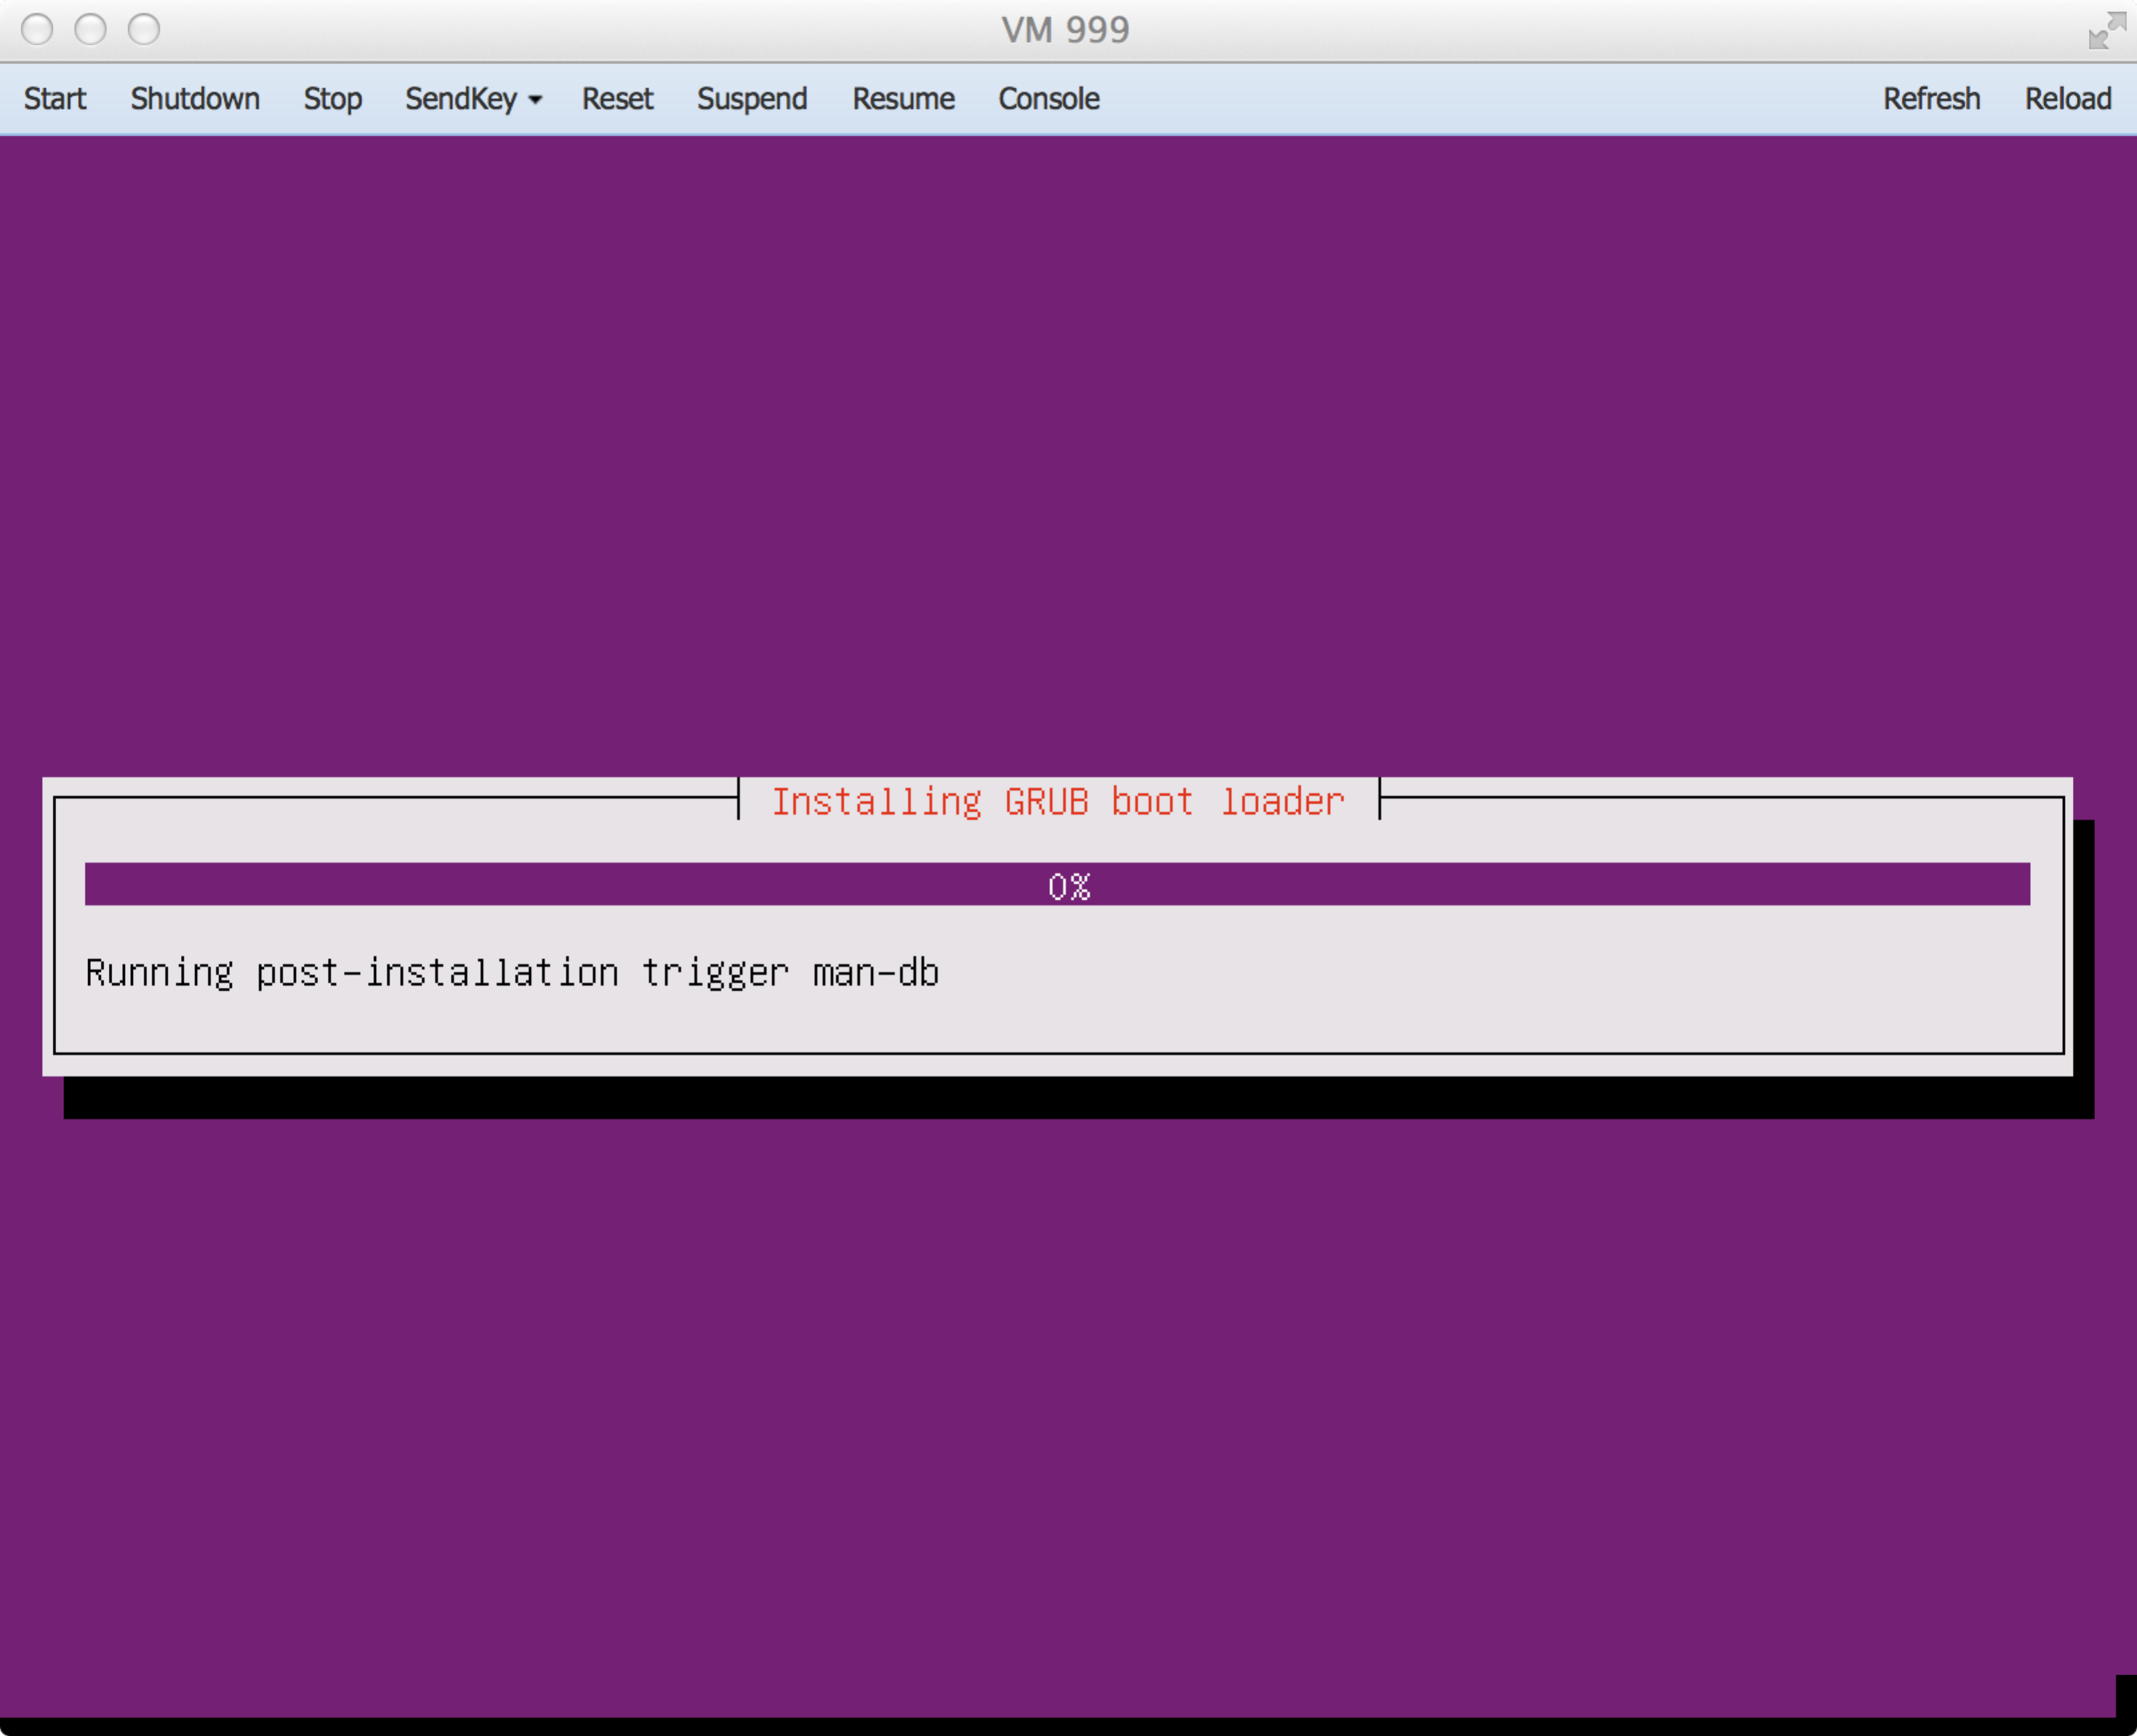 VM 999
Start Shutdown Stop SendKey Reset Suspend Resume Console Refresh Reload
Installing GRUB boot loader
0%
Running post-installation trigger man-db